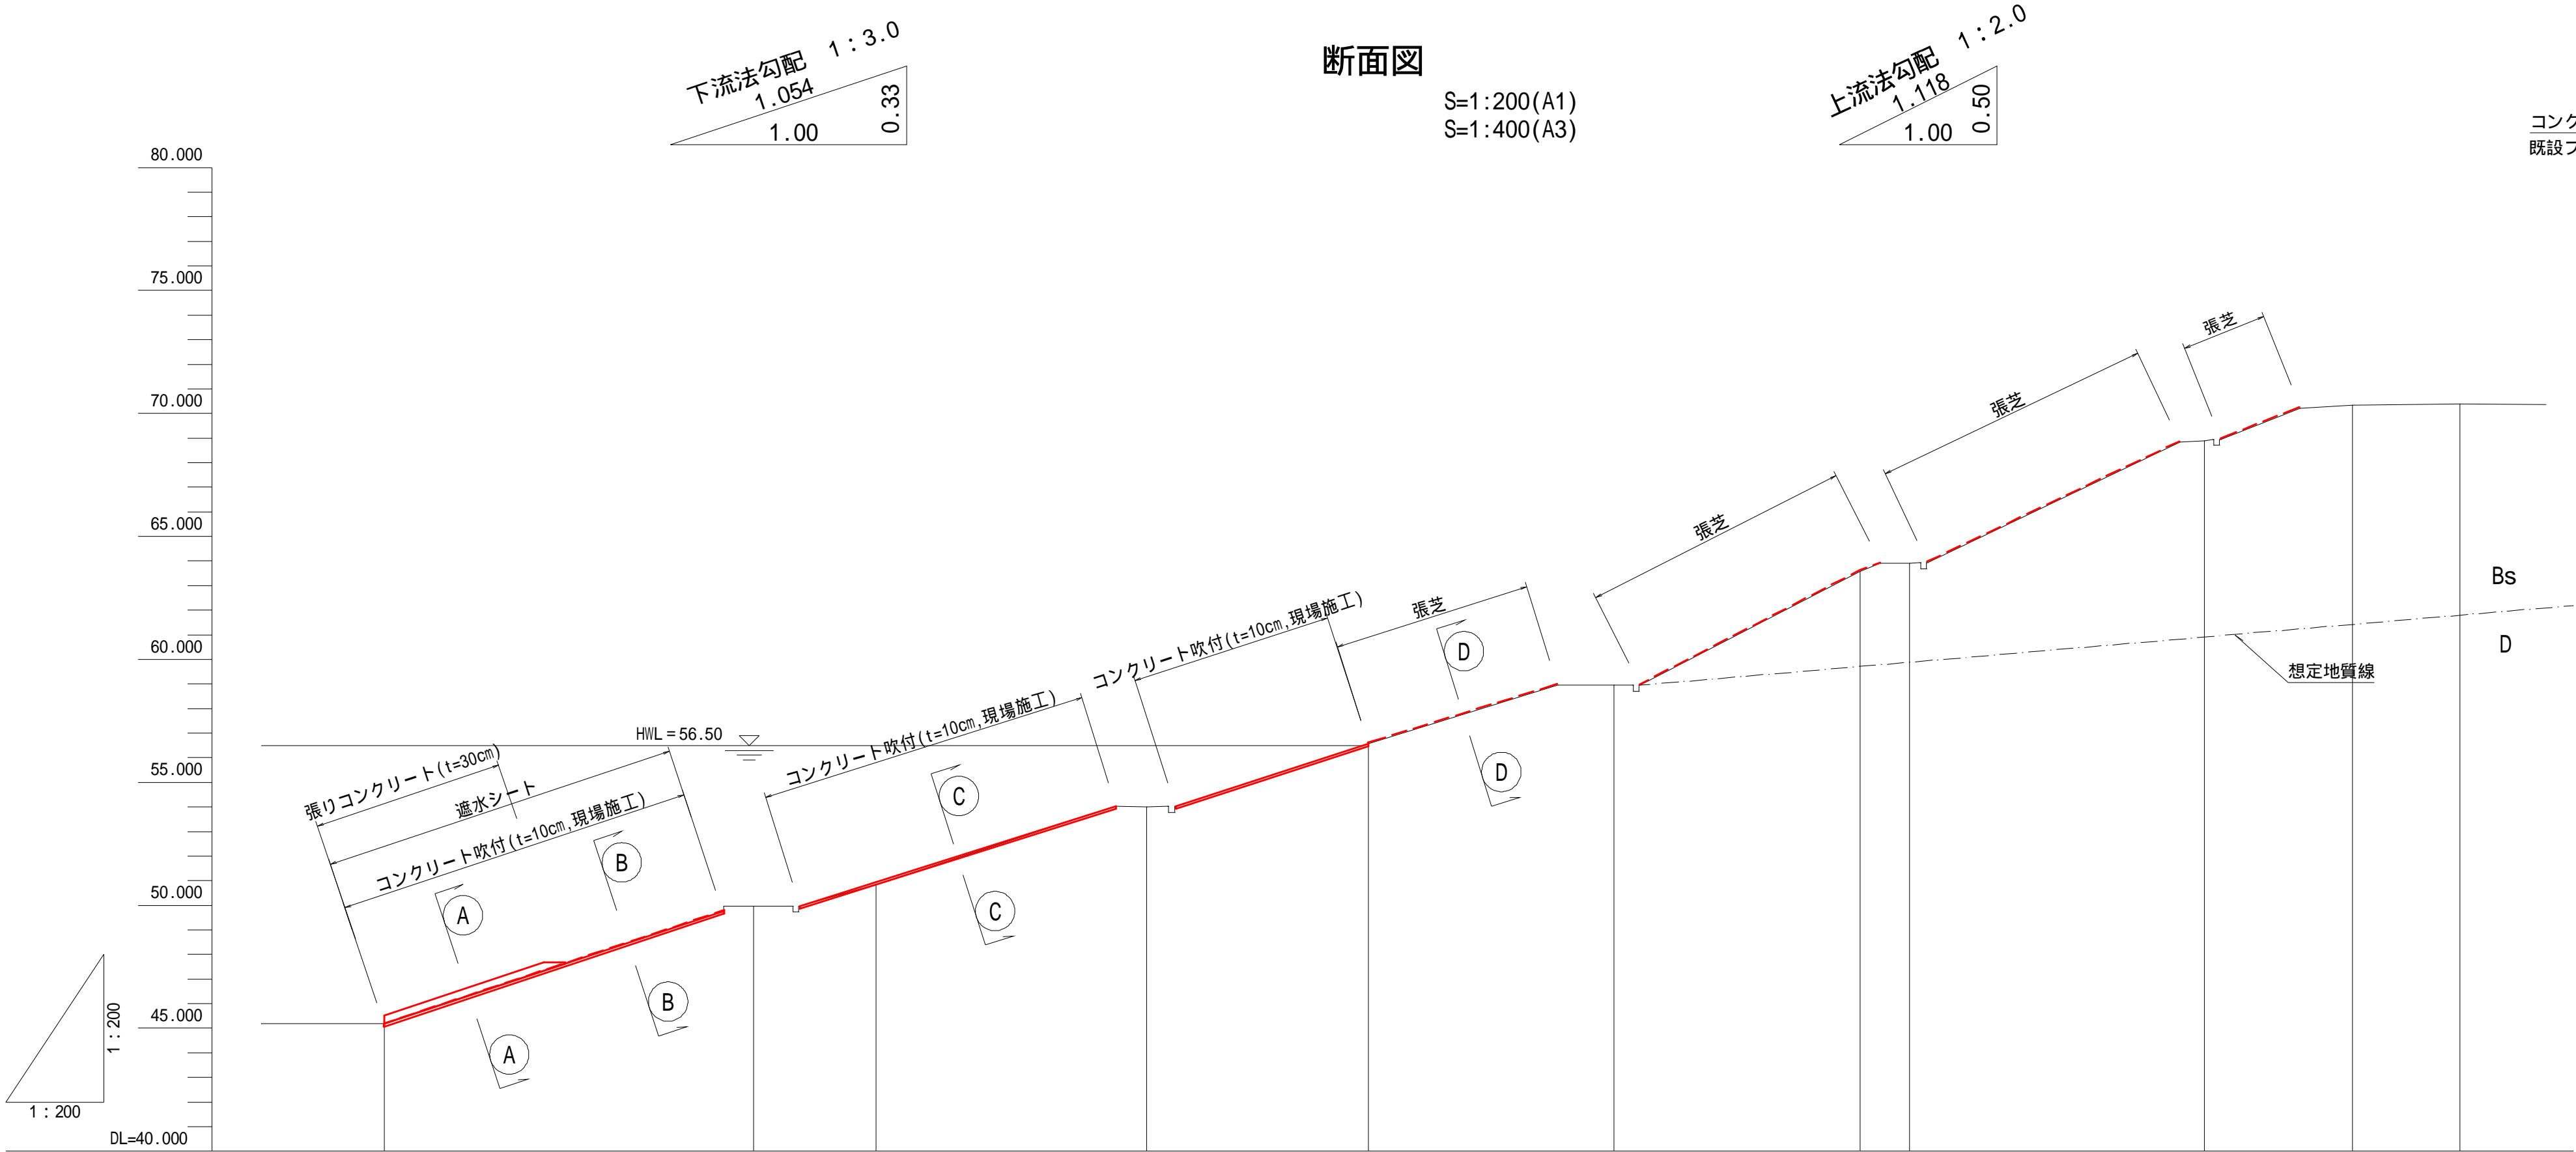 断面図
S=1:200(A1)
S=1:400(A3)
下流法勾配 1：3.0
1.054
1.00
0.33
上流法勾配 1：2.0
1.118
1.00
0.50
コンク
既設フ
80.000
75.000
70.000
65.000
60.000
55.000
50.000
45.000
DL=40.000
1：200
1：200
HWL＝56.50
張りコンクリート(t=30cm)
遮水シート
コンクリート吹付(t=10cm,現場施工)
コンクリート吹付(t=10cm,現場施工)
コンクリート吹付(t=10cm,現場施工)
張芝
張芝
張芝
張芝
A
A
B
B
C
C
D
D
Bs
D
想定地質線